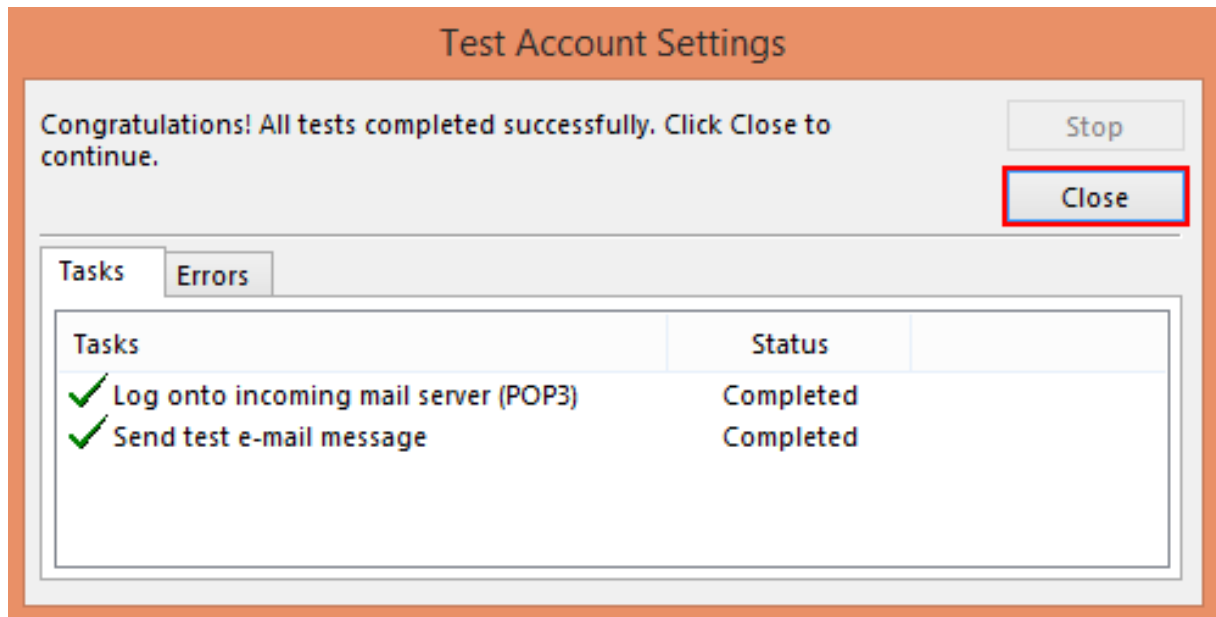 Test Account Settings
Congratulations! All tests completed successfully. Click Close to
continue.
Stop
Close
Tasks
Errors
Tasks Status
Log onto incoming mail server (POP3) Completed
Send test e-mail message Completed